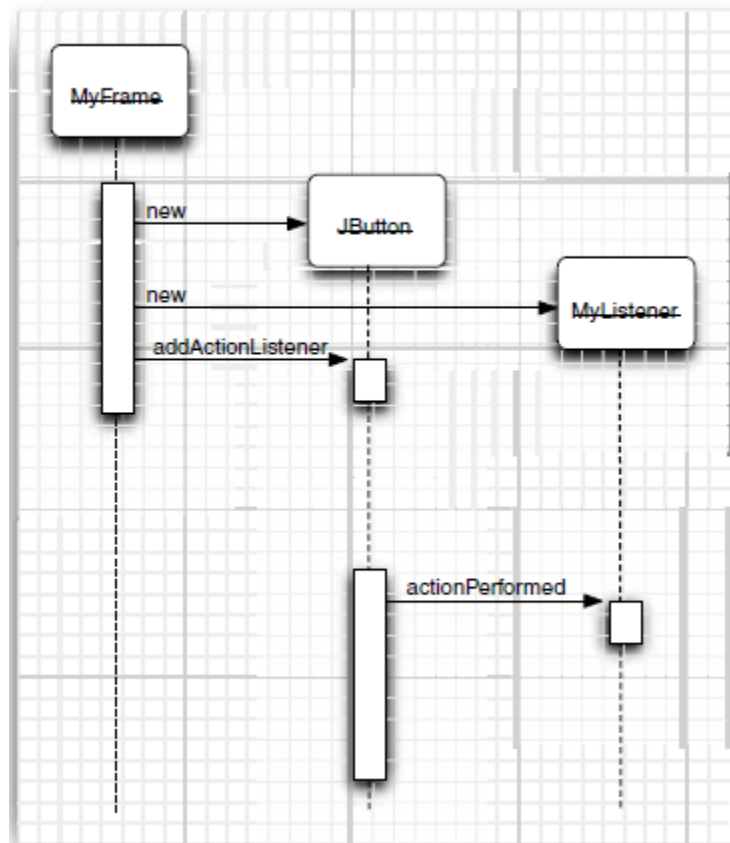 MyFrame
new
JButton
new
MyListener
addActionListener
actionPerformed